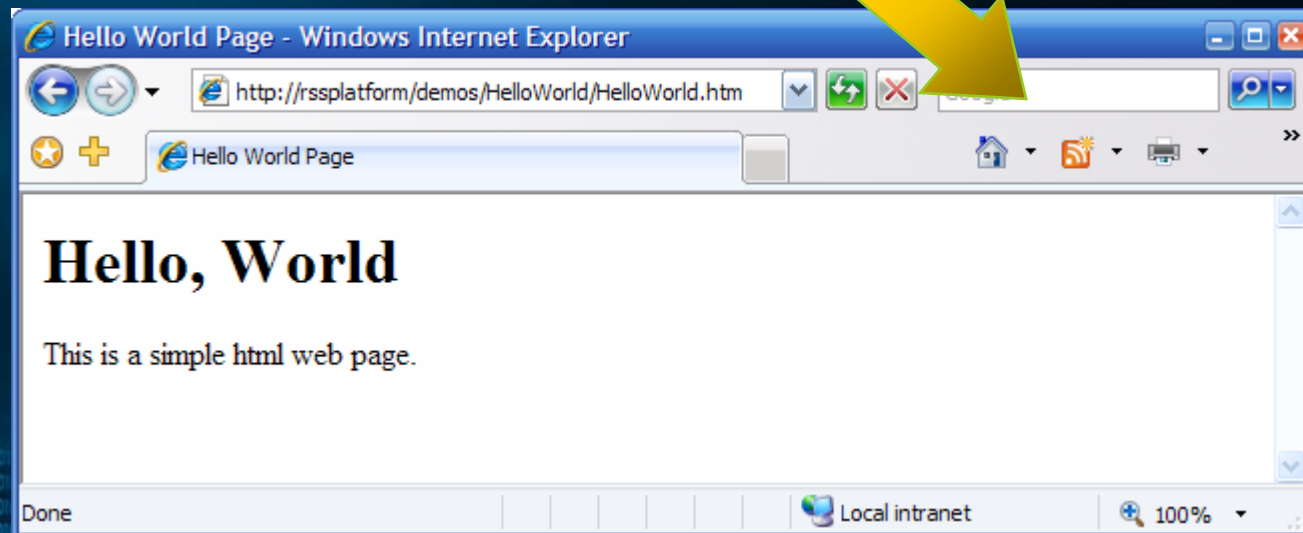 Hello World Page - Windows Internet Explorer
http://rssplatform/demos/HelloWorld/HelloWorld.htm
Hello World Page
»
Hello, World
This is a simple html web page.
Done
Local intranet
100%